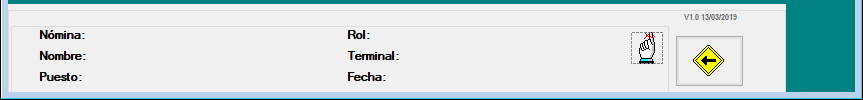 V1.0 13/03/2019
Nómina: Rol:
Nombre: Terminal:
Puesto: Fecha: